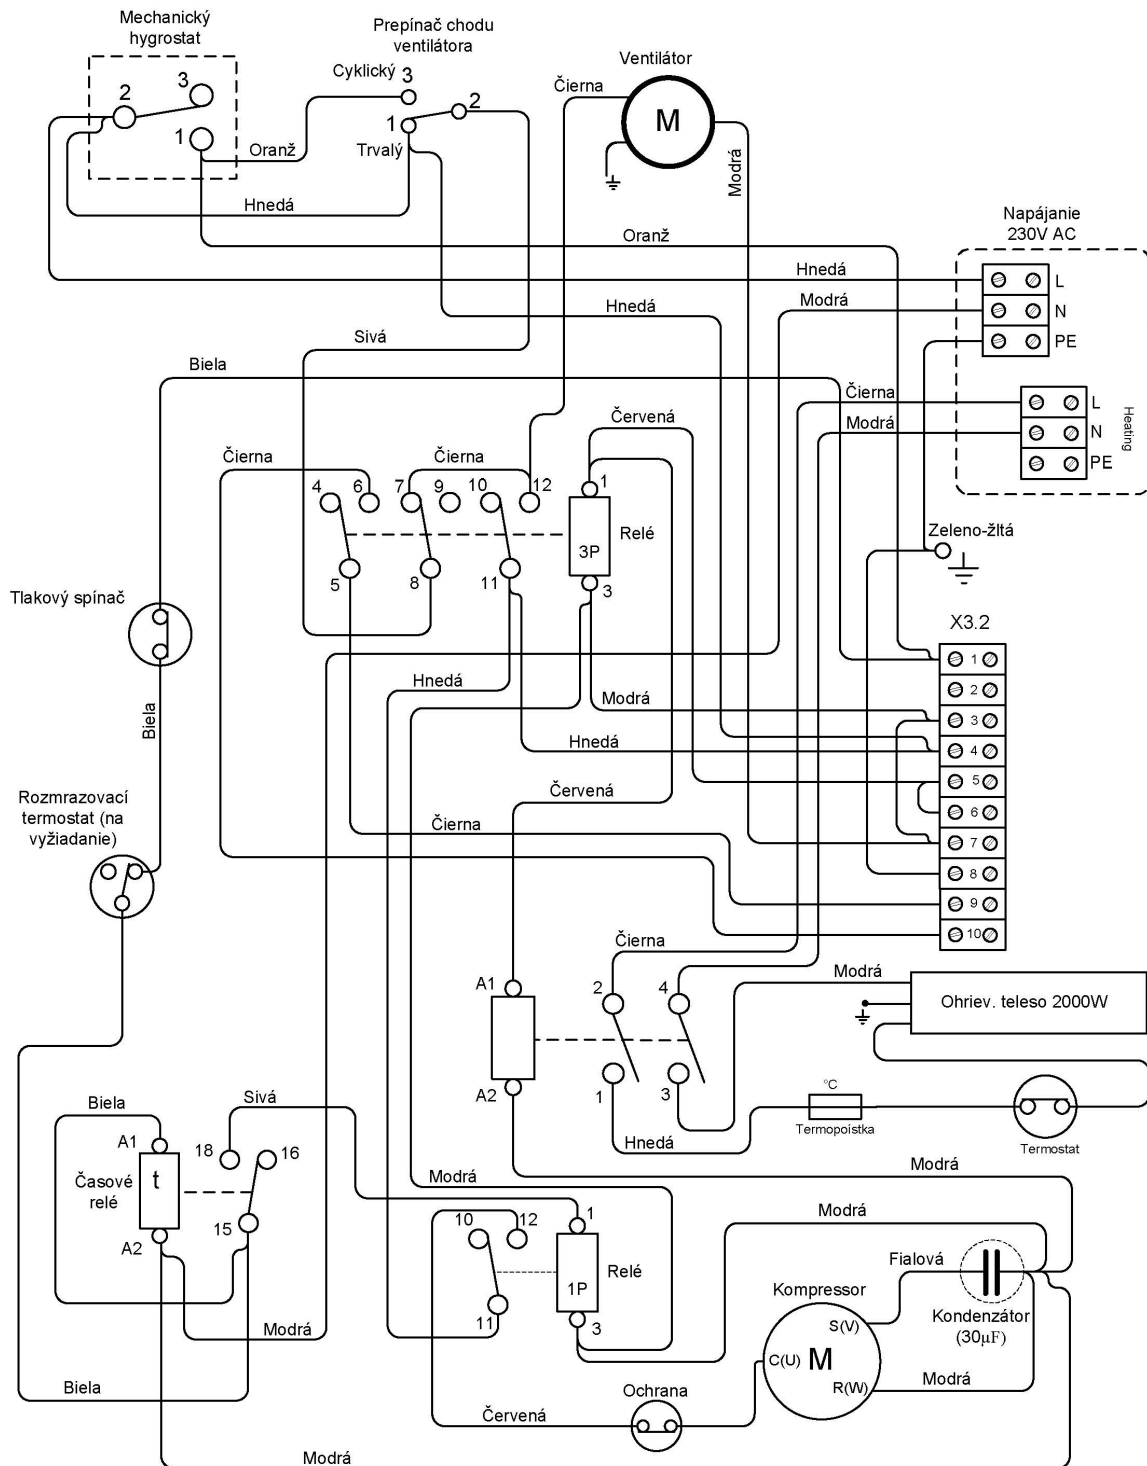 Mechanický
hygrostat
Prepínač chodu
ventilátora
Ventilátor
Cyklický
3
2
3
1
2
1
Trvalý
Čierna
M
Oranž
Modrá
Hnedá
Oranž
Napájanie
230V AC
Hnedá
L
Modrá
N
Hnedá
PE
Sivá
Biela
Čierna
L
Červená
Modrá
N
Heating
PE
Čierna
Čierna
4
6
7
9
10
12
1
Relé
3P
5
8
11
3
Zeleno-žltá
Tlakový spínač
X3.2
1
2
3
4
5
6
7
8
9
10
Hnedá
Modrá
Biela
Hnedá
Červená
Rozmrazovací
termostat (na
vyžiadanie)
Čierna
Čierna
Modrá
A1
2
4
Ohriev. teleso 2000W
A2
1
3
°C
Termopoistka
Termostat
Hnedá
Biela
Sivá
A1
18
16
t
Časové
relé
15
A2
Modrá
Modrá
Modrá
10
12
1
Relé
1P
11
3
Fialová
Kompressor
Kondenzátor
(30µF)
S(V)
C(U)
M
R(W)
Modrá
Modrá
Biela
Ochrana
Červená
Modrá